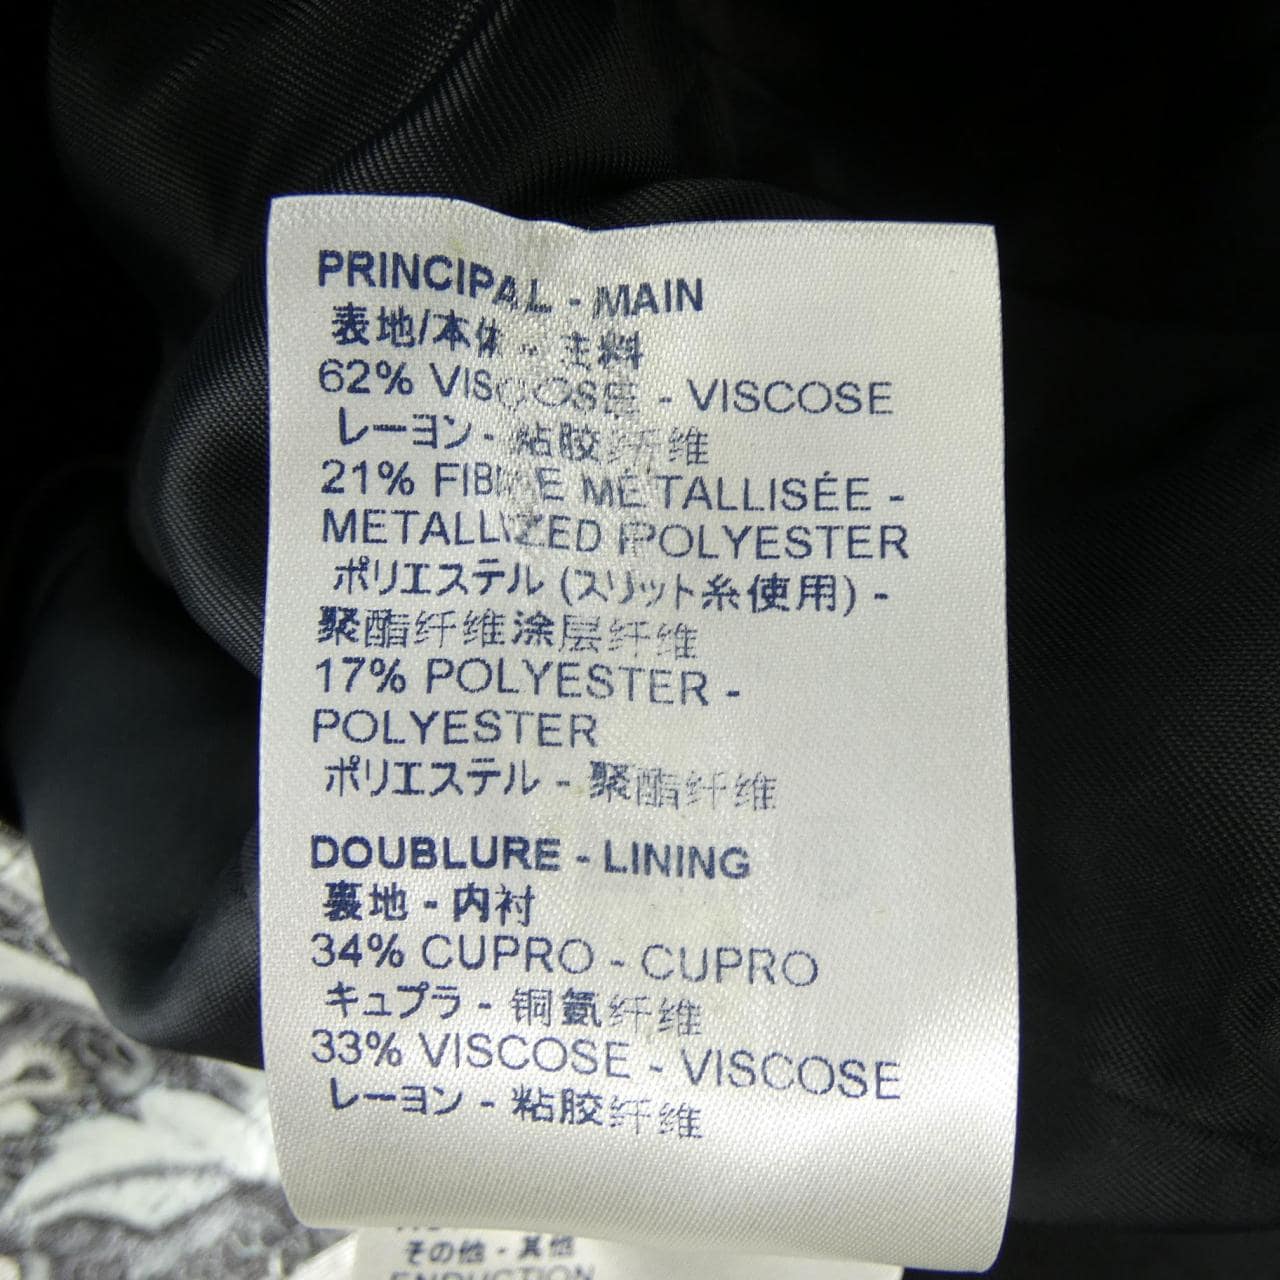 PRINCIPAL - MAIN
表地/本体 - 主料
62% VISCOSE - VISCOSE
レーヨン - 粘胶纤维
21% FIBRE MÉTALLISÉE -
METALLIZED POLYESTER
ポリエステル (スリット糸使用) -
聚酯纤维涂层纤维
17% POLYESTER -
POLYESTER
ポリエステル - 聚酯纤维
DOUBLURE - LINING
裏地 - 内衬
34% CUPRO - CUPRO
キュプラ - 铜氨纤维
33% VISCOSE - VISCOSE
レーヨン - 粘胶纤维
その他 - 其他
ENDUCTION